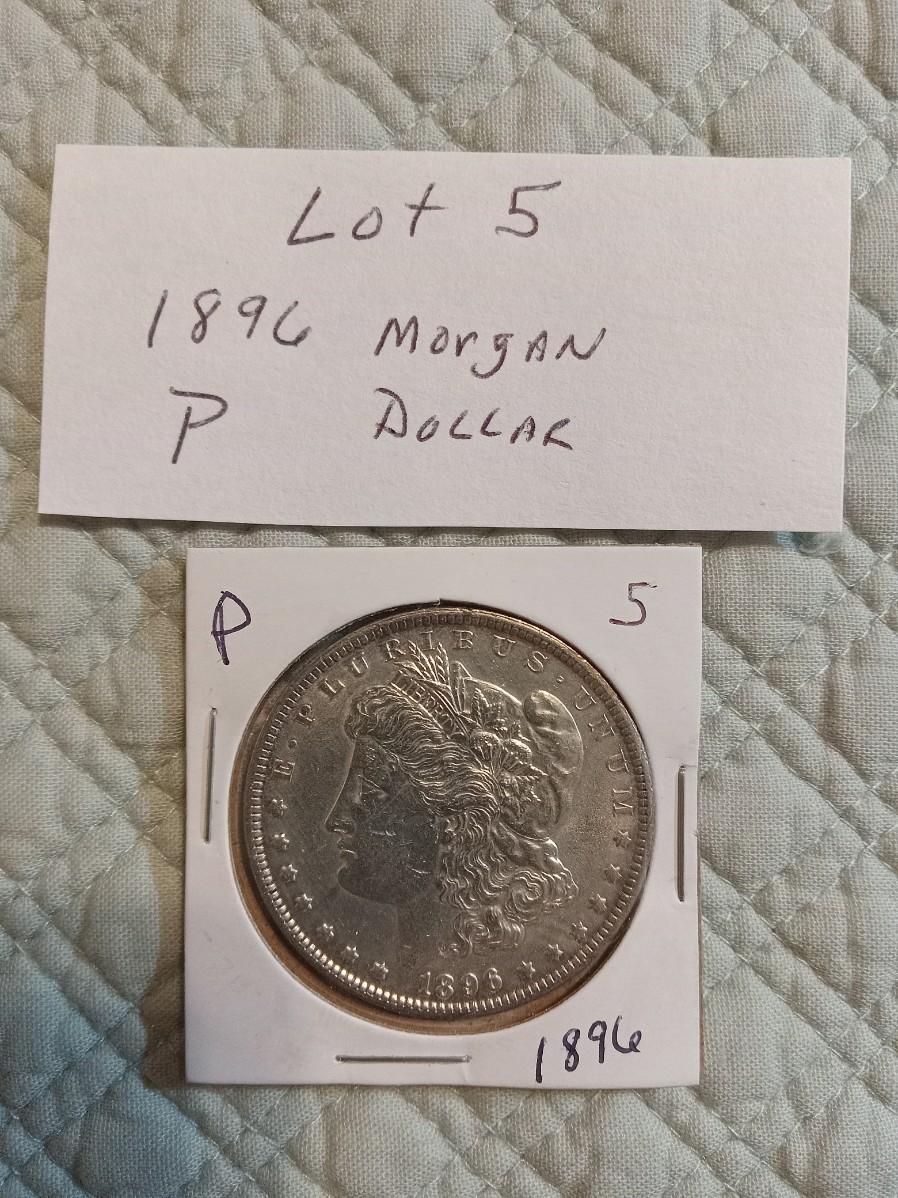 Lot 5
1896 Morgan
P Dollar
P 5
E · PLURIBUS · UNUM
LIBERTY
1896
1896